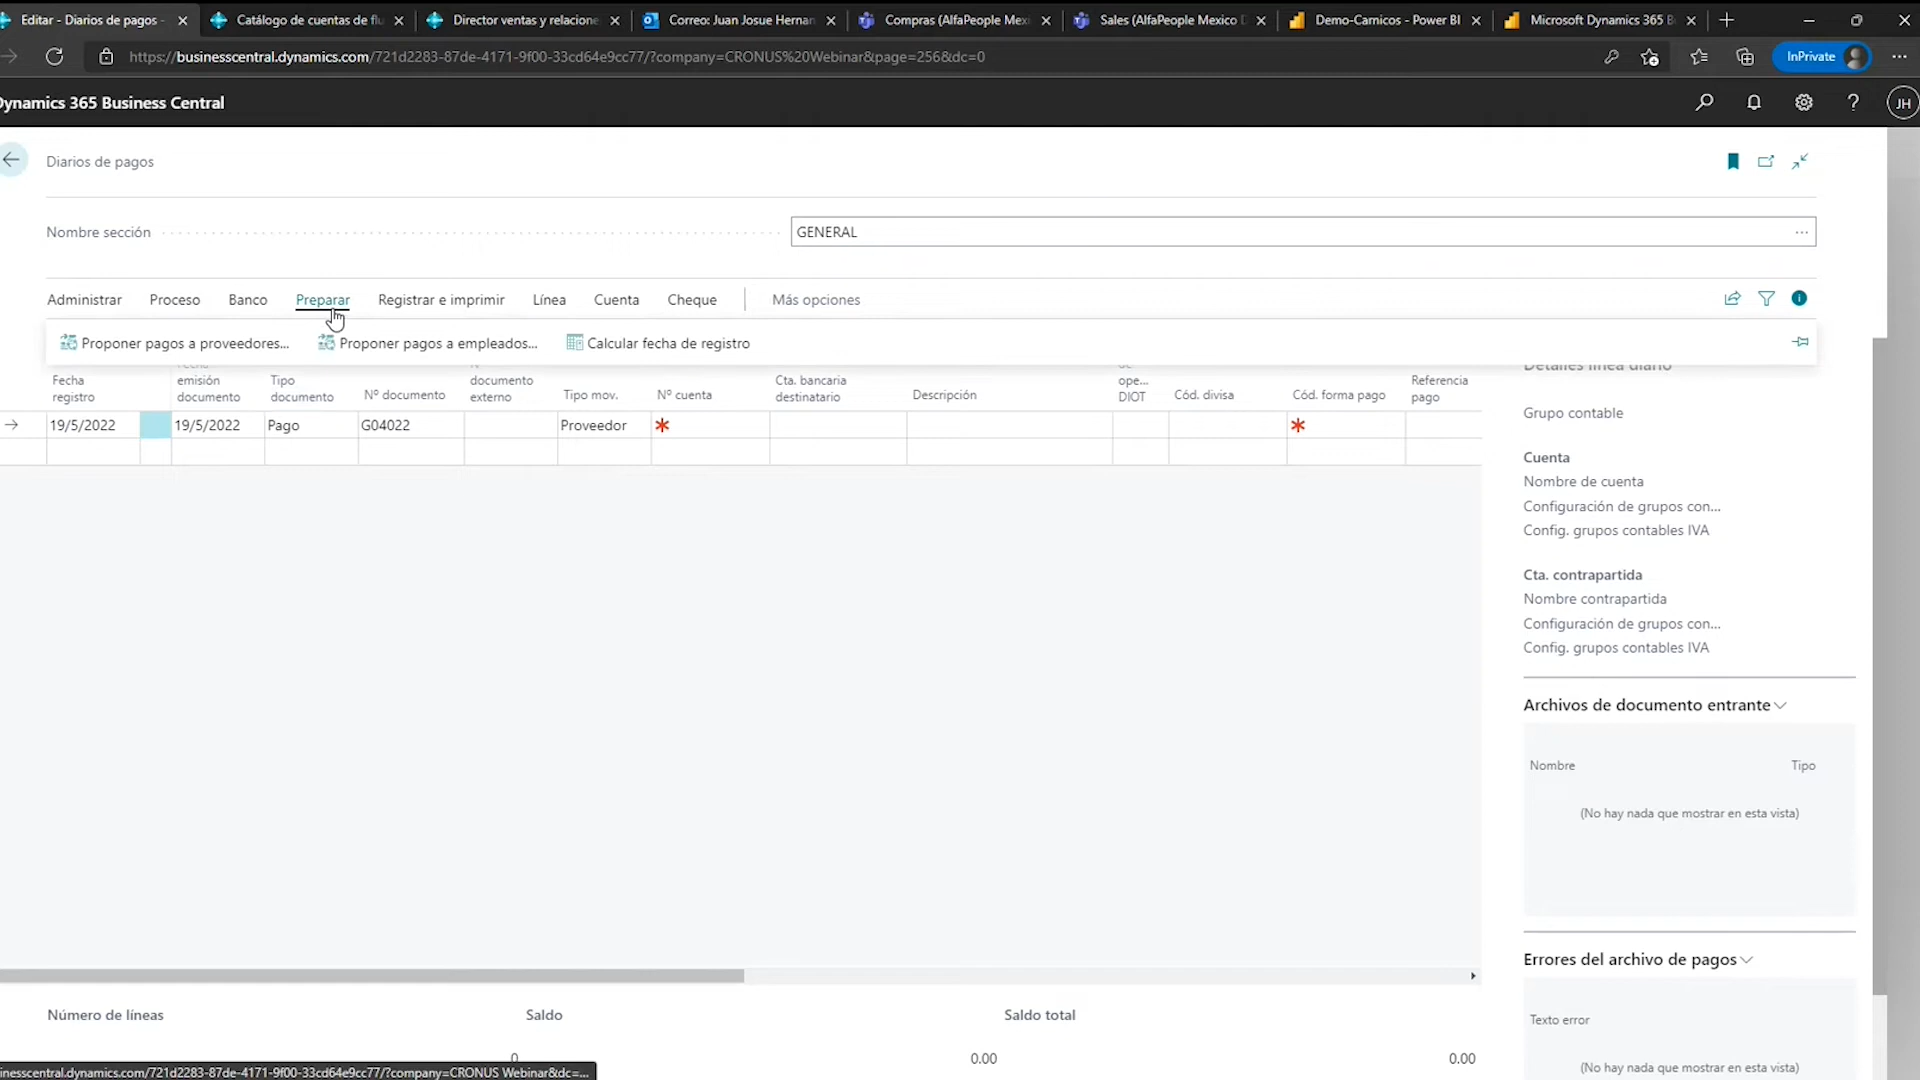 Editar - Diarios de pagos -
Catálogo de cuentas de flu
Director ventas y relacione
Correo: Juan Josue Hernan
Compras (AlfaPeople Mexi
Sales (AlfaPeople Mexico D
Demo-Carnicos - Power BI
Microsoft Dynamics 365 B
https://businesscentral.dynamics.com/721d2283-87de-4171-9f00-33cd64e9cc77/?company=CRONUS%20Webinar&page=256&dc=0
InPrivate
Dynamics 365 Business Central
JH
Diarios de pagos
Nombre sección
GENERAL
Administrar
Proceso
Banco
Preparar
Registrar e imprimir
Línea
Cuenta
Cheque
Más opciones
Proponer pagos a proveedores...
Proponer pagos a empleados...
Calcular fecha de registro
Detalles línea diario
Fecha registro
Fecha emisión documento
Tipo documento
Nº documento
Nº documento externo
Tipo mov.
Nº cuenta
Cta. bancaria destinatario
Descripción
ope... DIOT
Cód. divisa
Cód. forma pago
Referencia pago
19/5/2022
19/5/2022
Pago
G04022
Proveedor
Grupo contable
Cuenta
Nombre de cuenta
Configuración de grupos con...
Config. grupos contables IVA
Cta. contrapartida
Nombre contrapartida
Configuración de grupos con...
Config. grupos contables IVA
Archivos de documento entrante
Nombre
Tipo
(No hay nada que mostrar en esta vista)
Errores del archivo de pagos
Texto error
(No hay nada que mostrar en esta vista)
Número de líneas
Saldo
Saldo total
0
0.00
0.00
inesscentral.dynamics.com/721d2283-87de-4171-9f00-33cd64e9cc77/?company=CRONUS Webinar&dc=...